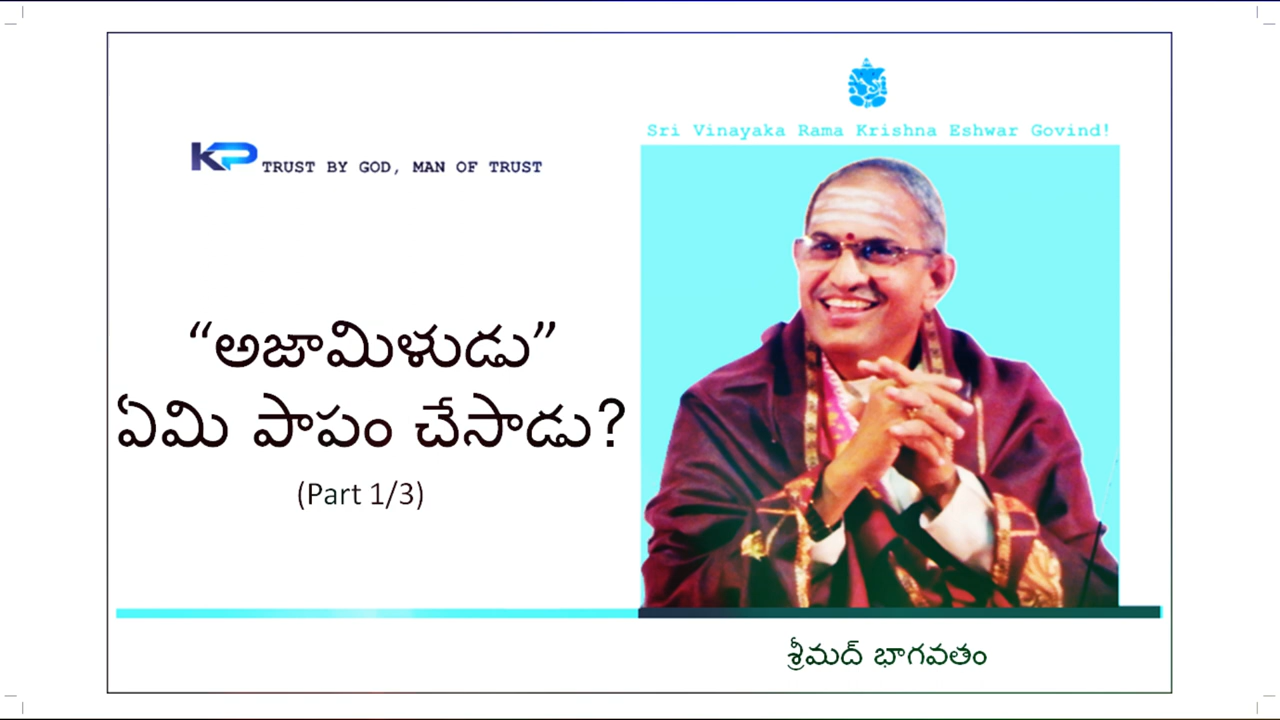 Sri Vinayaka Rama Krishna Eshwar Govind!
KP TRUST BY GOD, MAN OF TRUST
“అజామిళుడు”
ఏమి పాపం చేసాడు?
(Part 1/3)
శ్రీమద్ భాగవతం